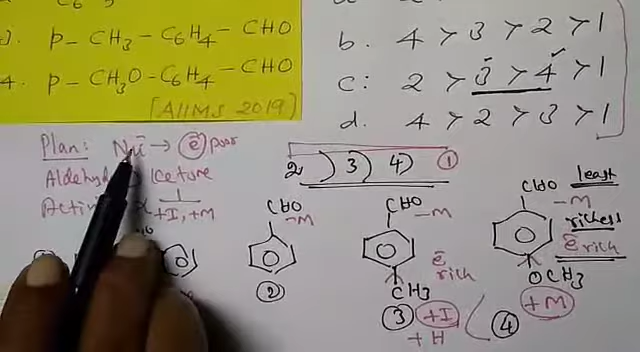 3. p- CH3 - C6H4 - CHO
4. p- CH3O - C6H4 - CHO
[AIIMS 2019]
b. 4 > 3 > 2 > 1
c: 2 > 3 > 4 > 1
d. 4 > 2 > 3 > 1
Plan: Nu → e poor
Ketone
+I, +M
2 > 3) 4) 1
CHO
-M
2
CHO
-M
e rich
CH3
3 +I
+H
CHO least
-M
richest
e rich
OCH3
+M
4